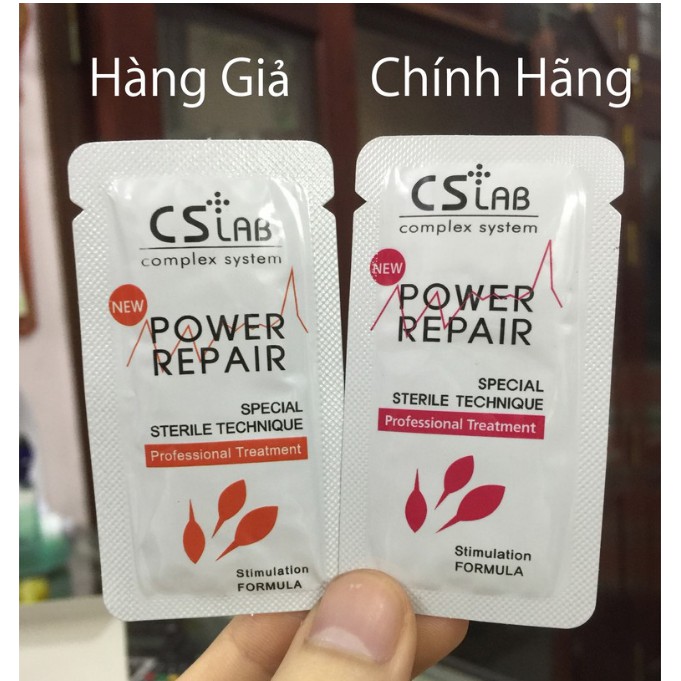 Hàng Giả
Chính Hãng
CS LAB
complex system
NEW
POWER
REPAIR
SPECIAL
STERILE TECHNIQUE
Professional Treatment
Stimulation
FORMULA
CS LAB
complex system
NEW
POWER
REPAIR
SPECIAL
STERILE TECHNIQUE
Professional Treatment
Stimulation
FORMULA